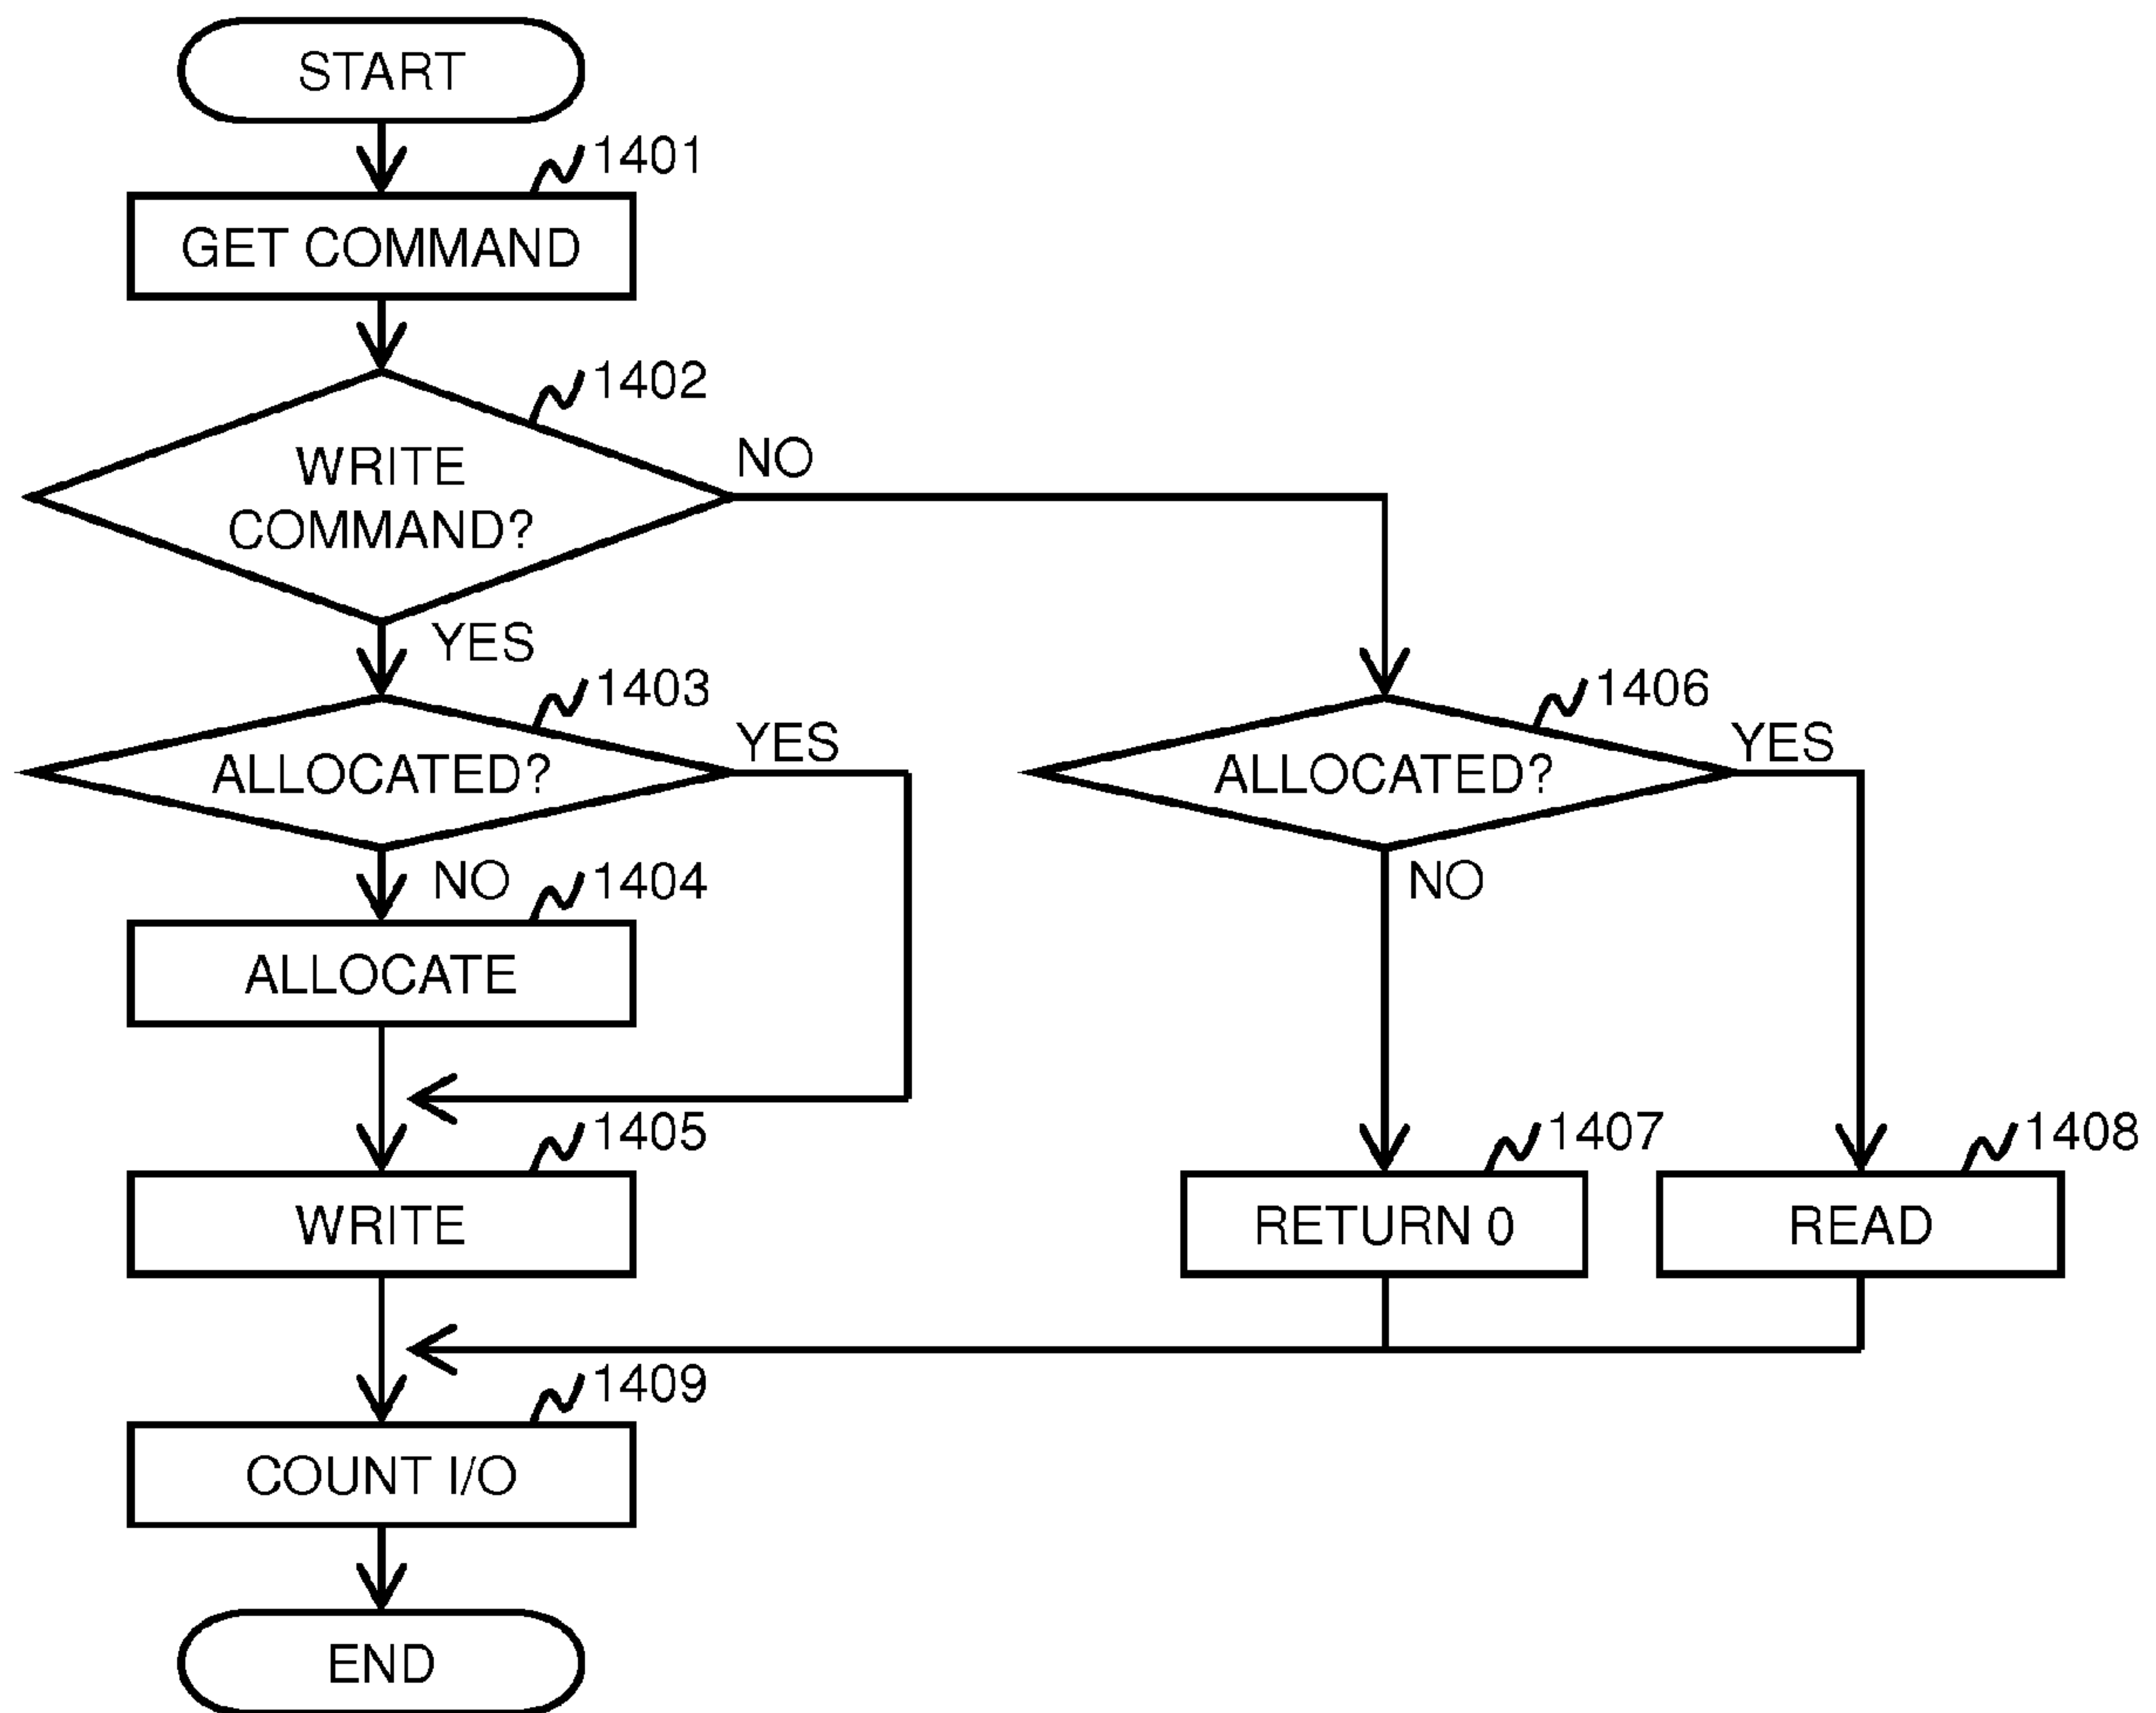 START
1401
GET COMMAND
1402
WRITE
COMMAND?
NO
YES
1403
ALLOCATED?
YES
1406
ALLOCATED?
YES
NO
1404
ALLOCATE
NO
1405
WRITE
1407
RETURN 0
1408
READ
1409
COUNT I/O
END